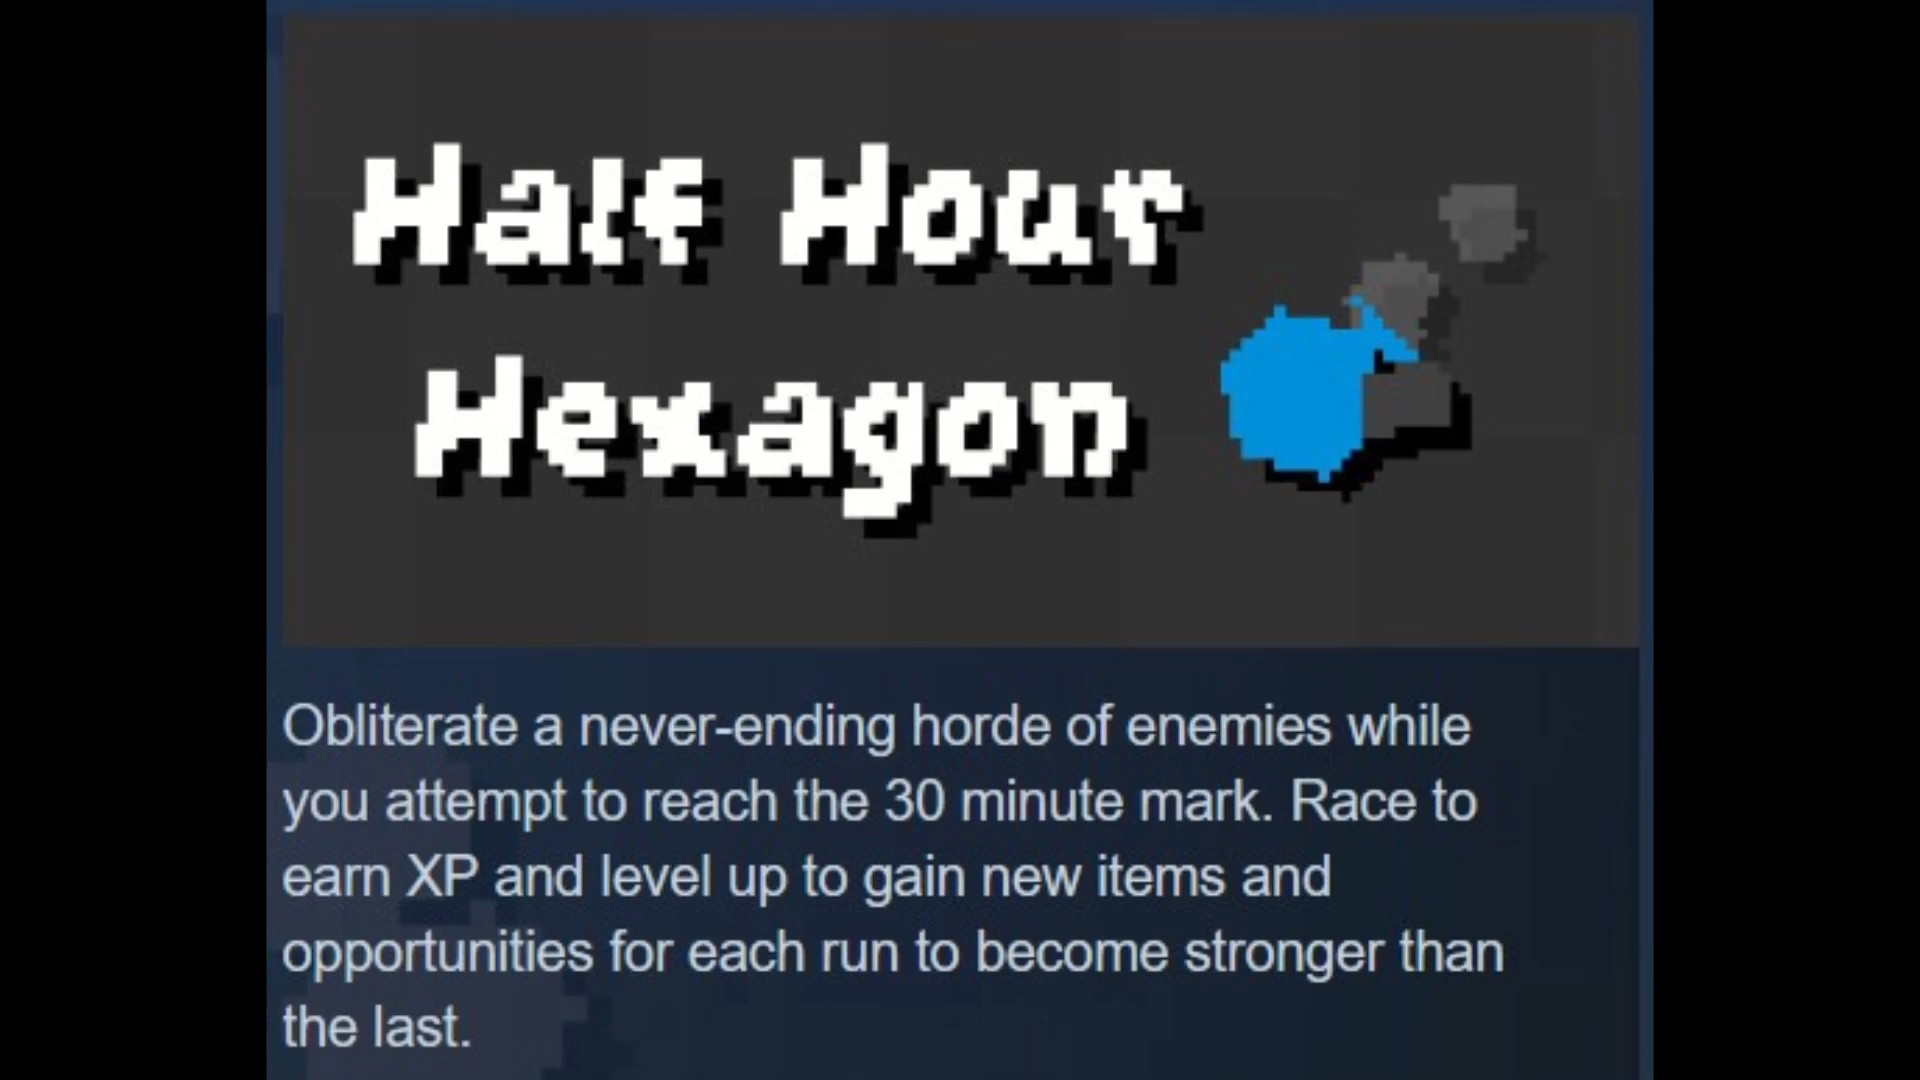 Half Hour
Hexagon
Obliterate a never-ending horde of enemies while
you attempt to reach the 30 minute mark. Race to
earn XP and level up to gain new items and
opportunities for each run to become stronger than
the last.